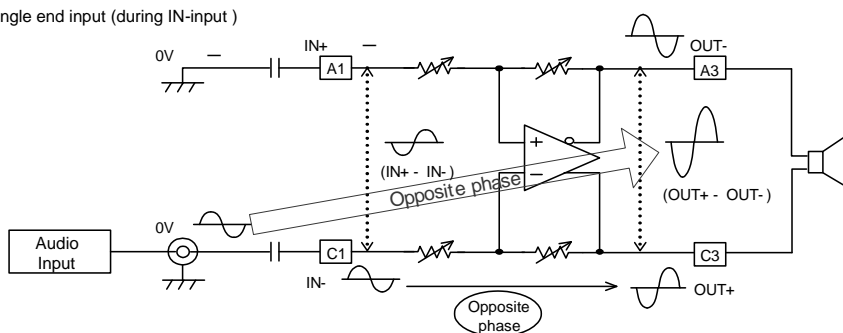 ngle end input (during IN-input )
0V
−
IN+
A1
−
OUT-
A3
+
−
(IN+ - IN-)
Opposite phase
(OUT+ - OUT- )
0V
Audio
Input
C1
IN-
Opposite
phase
C3
OUT+